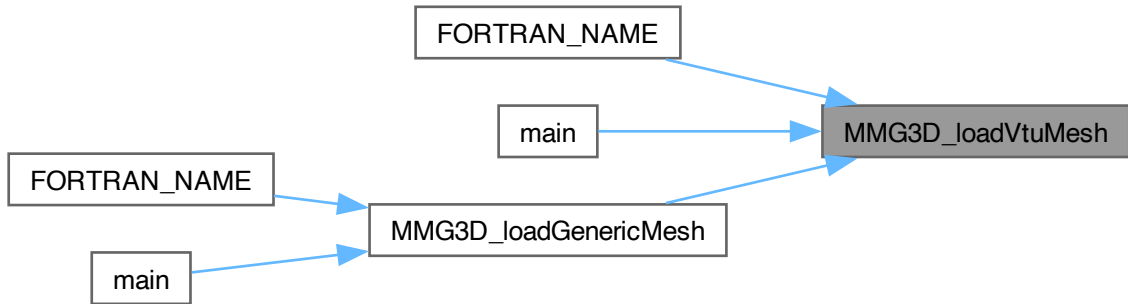 FORTRAN_NAME
main
MMG3D_loadVtuMesh
FORTRAN_NAME
MMG3D_loadGenericMesh
main